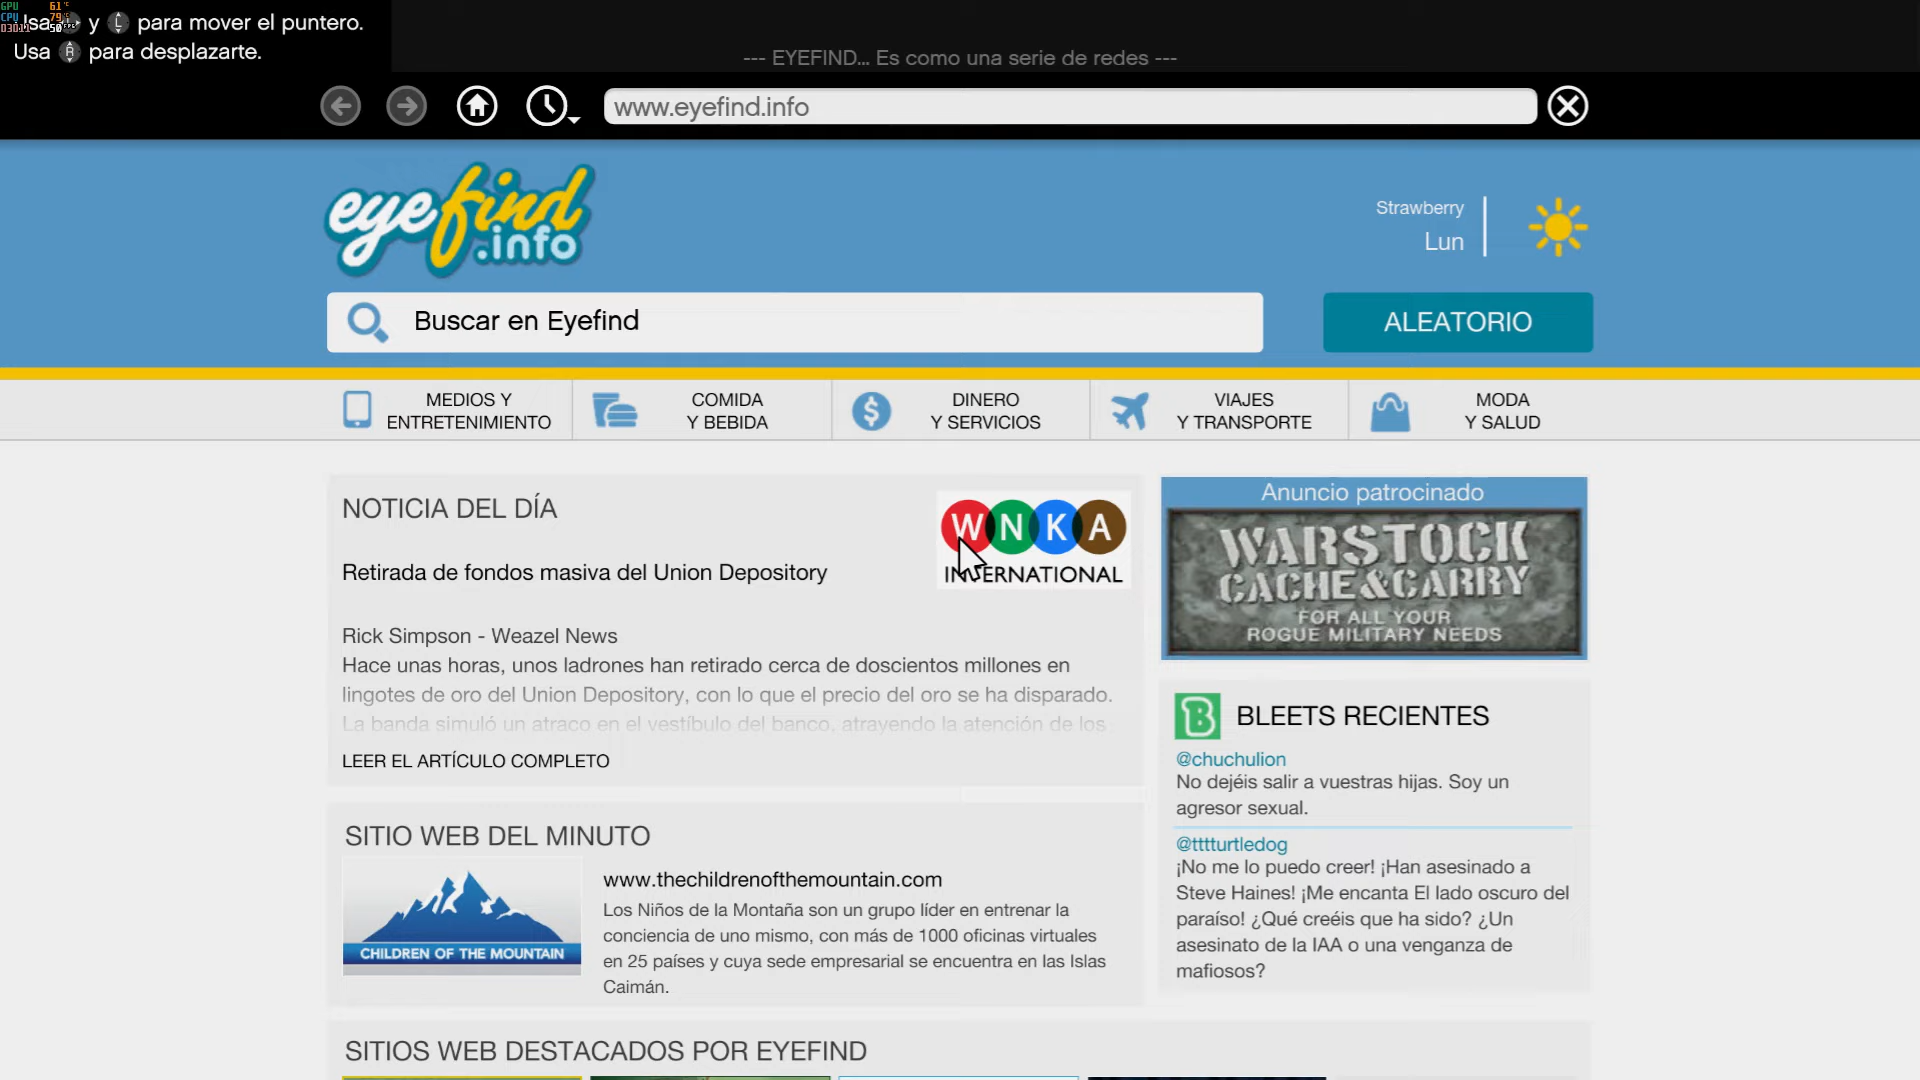 GPU 61°C
CPU 79°C
D3D11 50 FPS
Usa y L para mover el puntero.
Usa R para desplazarte.
--- EYEFIND... Es como una serie de redes ---
www.eyefind.info
eyefind.info
Strawberry
Lun
Buscar en Eyefind
ALEATORIO
MEDIOS Y
ENTRETENIMIENTO
COMIDA
Y BEBIDA
DINERO
Y SERVICIOS
VIAJES
Y TRANSPORTE
MODA
Y SALUD
NOTICIA DEL DÍA
WNKA
INTERNATIONAL
Retirada de fondos masiva del Union Depository
Rick Simpson - Weazel News
Hace unas horas, unos ladrones han retirado cerca de doscientos millones en
lingotes de oro del Union Depository, con lo que el precio del oro se ha disparado.
La banda simuló un atraco en el vestíbulo del banco, atrayendo la atención de los
LEER EL ARTÍCULO COMPLETO
Anuncio patrocinado
WARSTOCK
CACHE&CARRY
FOR ALL YOUR
ROGUE MILITARY NEEDS
BLEETS RECIENTES
@chuchulion
No dejéis salir a vuestras hijas. Soy un
agresor sexual.
@tttturtledog
¡No me lo puedo creer! ¡Han asesinado a
Steve Haines! ¡Me encanta El lado oscuro del
paraíso! ¿Qué creéis que ha sido? ¿Un
asesinato de la IAA o una venganza de
mafiosos?
SITIO WEB DEL MINUTO
CHILDREN OF THE MOUNTAIN
www.thechildrenofthemountain.com
Los Niños de la Montaña son un grupo líder en entrenar la
conciencia de uno mismo, con más de 1000 oficinas virtuales
en 25 países y cuya sede empresarial se encuentra en las Islas
Caimán.
SITIOS WEB DESTACADOS POR EYEFIND